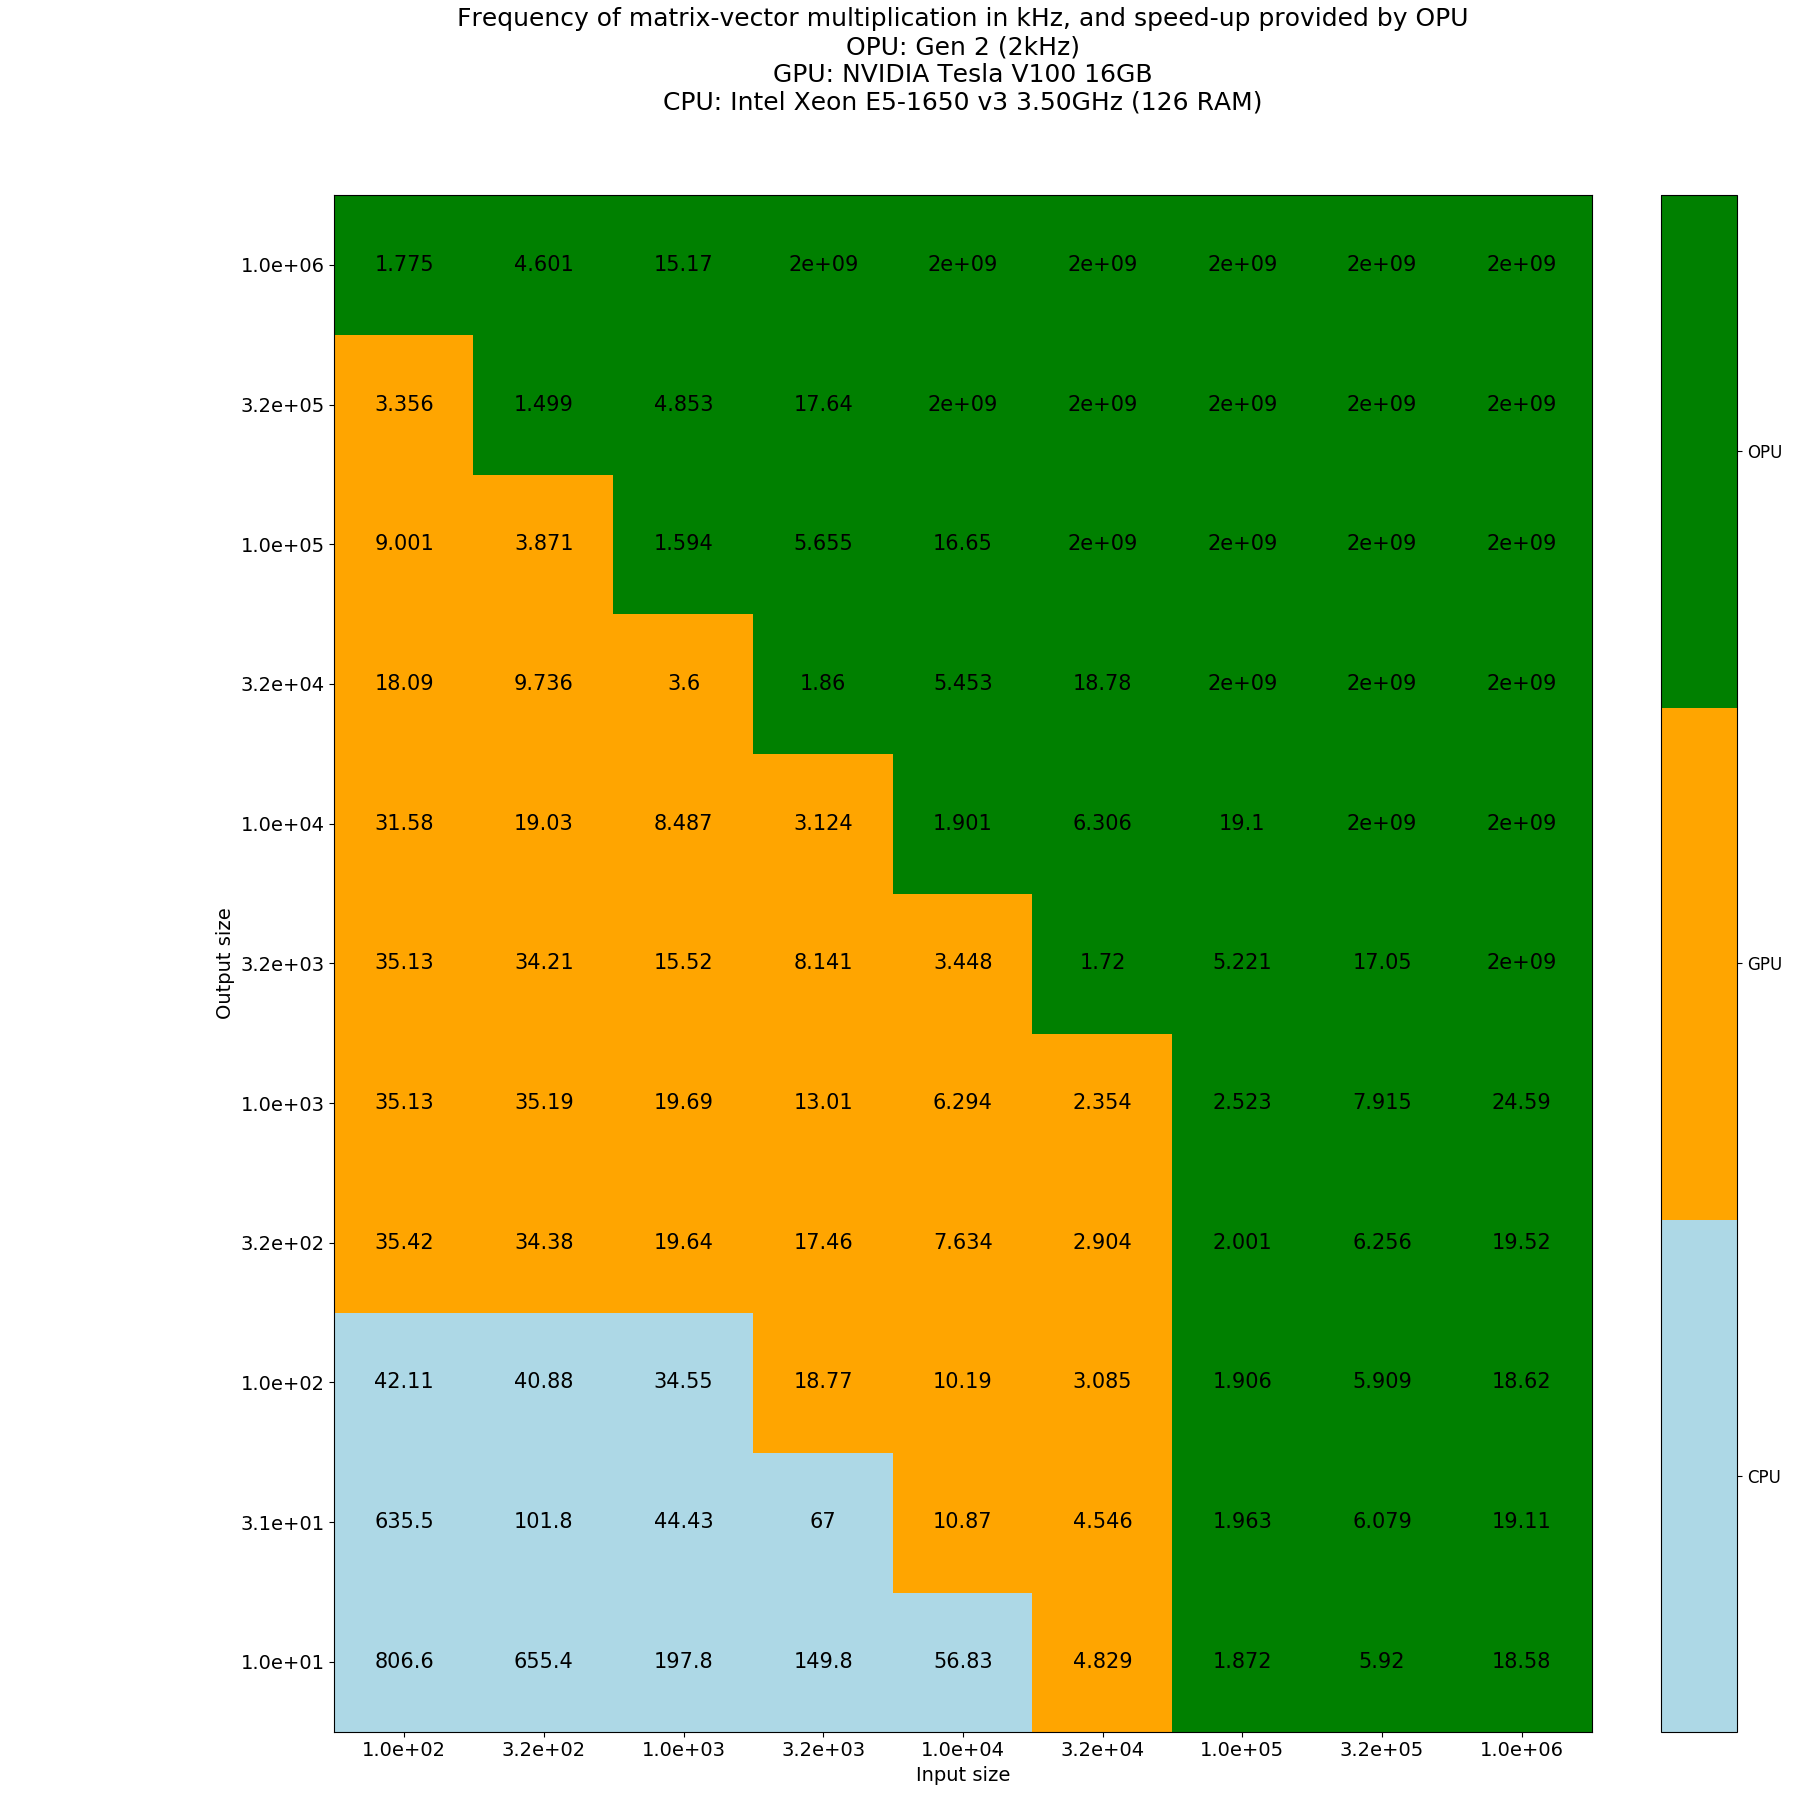 Frequency of matrix-vector multiplication in kHz, and speed-up provided by OPU
OPU: Gen 2 (2kHz)
GPU: NVIDIA Tesla V100 16GB
CPU: Intel Xeon E5-1650 v3 3.50GHz (126 RAM)
1.0e+06 1.775 4.601 15.17 2e+09 2e+09 2e+09 2e+09 2e+09 2e+09
3.2e+05 3.356 1.499 4.853 17.64 2e+09 2e+09 2e+09 2e+09 2e+09
OPU
1.0e+05 9.001 3.871 1.594 5.655 16.65 2e+09 2e+09 2e+09 2e+09
3.2e+04 18.09 9.736 3.6 1.86 5.453 18.78 2e+09 2e+09 2e+09
1.0e+04 31.58 19.03 8.487 3.124 1.901 6.306 19.1 2e+09 2e+09
Output size
3.2e+03 35.13 34.21 15.52 8.141 3.448 1.72 5.221 17.05 2e+09
GPU
1.0e+03 35.13 35.19 19.69 13.01 6.294 2.354 2.523 7.915 24.59
3.2e+02 35.42 34.38 19.64 17.46 7.634 2.904 2.001 6.256 19.52
1.0e+02 42.11 40.88 34.55 18.77 10.19 3.085 1.906 5.909 18.62
CPU
3.1e+01 635.5 101.8 44.43 67 10.87 4.546 1.963 6.079 19.11
1.0e+01 806.6 655.4 197.8 149.8 56.83 4.829 1.872 5.92 18.58
1.0e+02 3.2e+02 1.0e+03 3.2e+03 1.0e+04 3.2e+04 1.0e+05 3.2e+05 1.0e+06
Input size